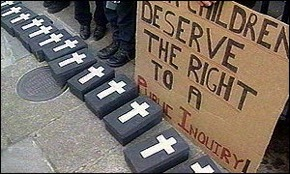 CHILDREN
DESERVE
THE RIGHT
TO A
PUBLIC INQUIRY!